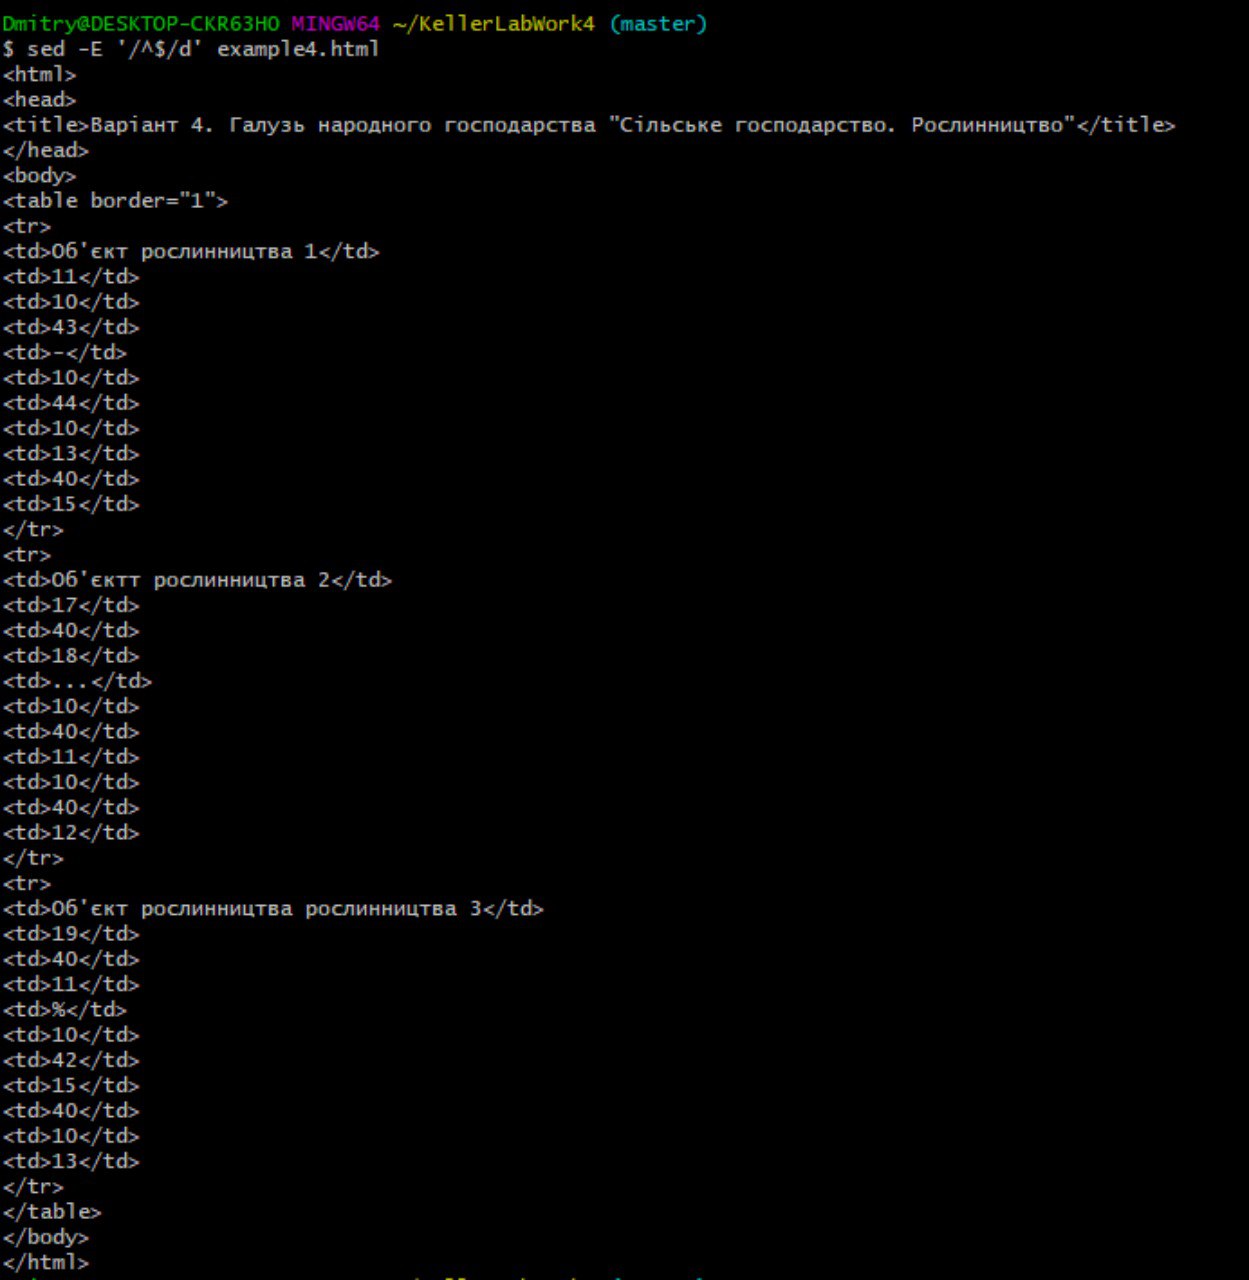 Dmitry@DESKTOP-CKR63H0 MINGW64 ~/KellerLabWork4 (master)
$ sed -E '/^$/d' example4.html
<html>
<head>
<title>Варіант 4. Галузь народного господарства "Сільське господарство. Рослинництво"</title>
</head>
<body>
<table border="1">
<tr>
<td>Об'єкт рослинництва 1</td>
<td>11</td>
<td>10</td>
<td>43</td>
<td>-</td>
<td>10</td>
<td>44</td>
<td>10</td>
<td>13</td>
<td>40</td>
<td>15</td>
</tr>
<tr>
<td>Об'єктт рослинництва 2</td>
<td>17</td>
<td>40</td>
<td>18</td>
<td>...</td>
<td>10</td>
<td>40</td>
<td>11</td>
<td>10</td>
<td>40</td>
<td>12</td>
</tr>
<tr>
<td>Об'єкт рослинництва рослинництва 3</td>
<td>19</td>
<td>40</td>
<td>11</td>
<td>%</td>
<td>10</td>
<td>42</td>
<td>15</td>
<td>40</td>
<td>10</td>
<td>13</td>
</tr>
</table>
</body>
</html>